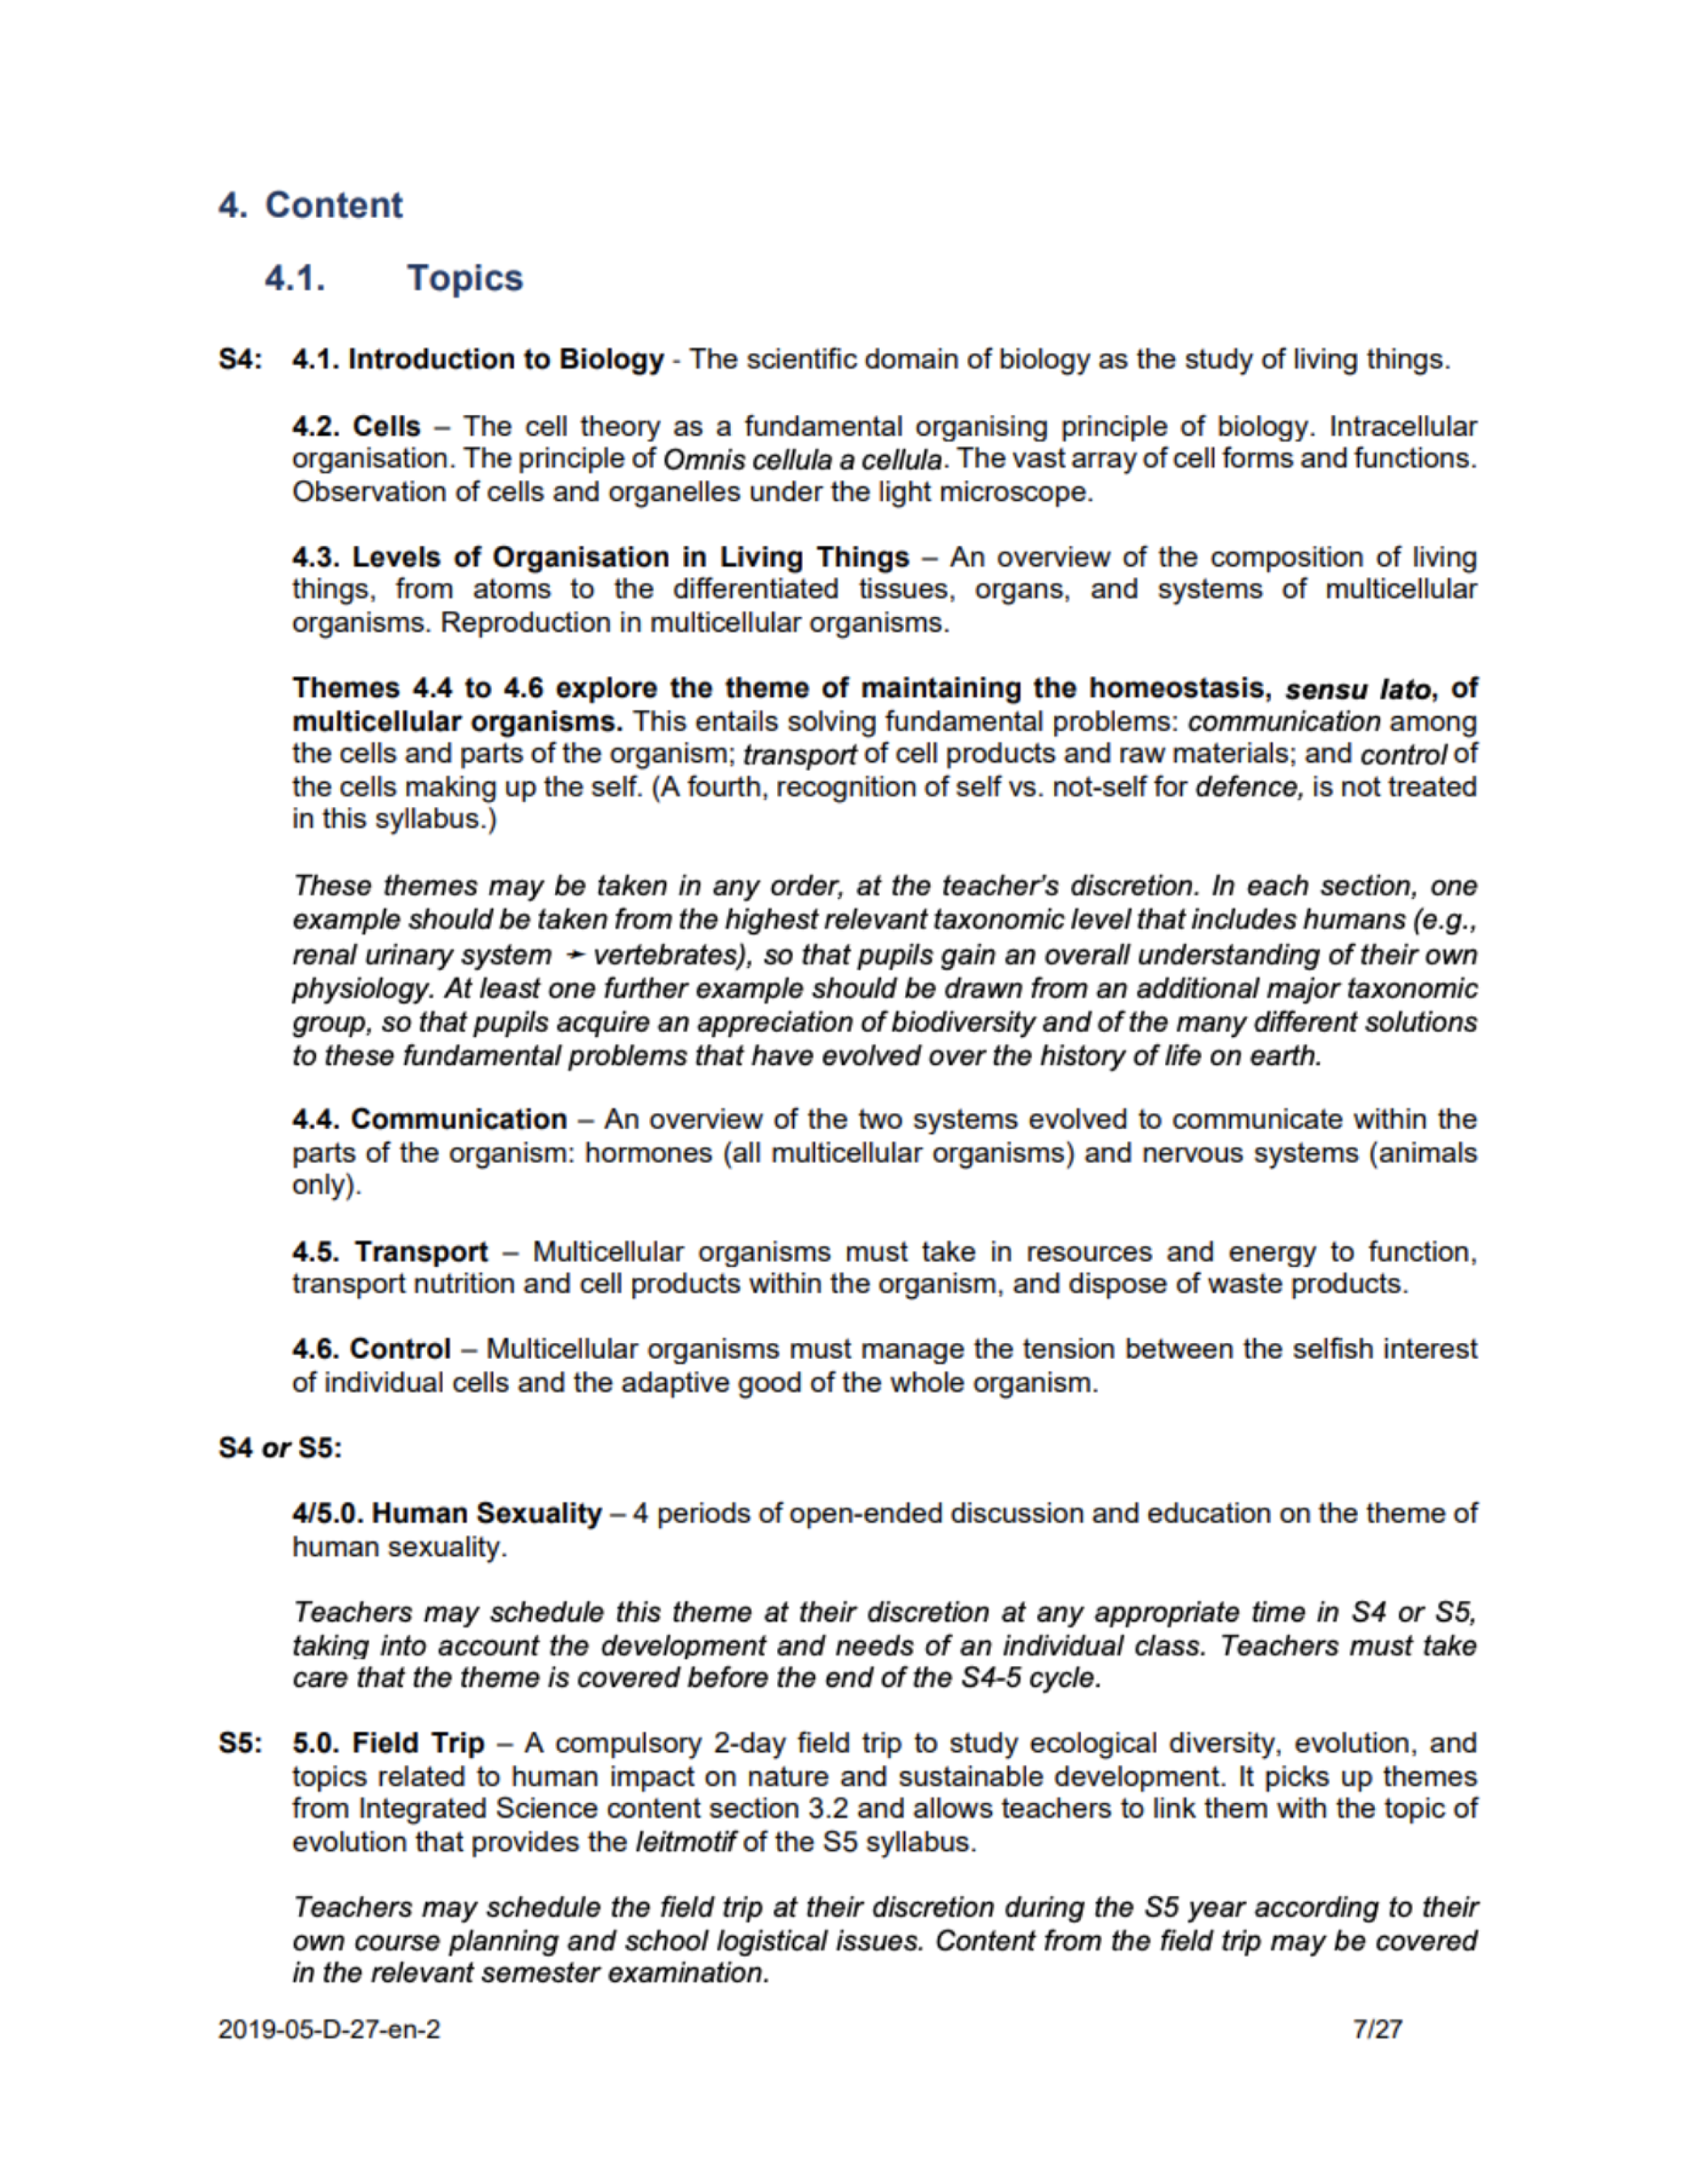 4. Content
4.1. Topics
S4: 4.1. Introduction to Biology - The scientific domain of biology as the study of living things.
4.2. Cells – The cell theory as a fundamental organising principle of biology. Intracellular
organisation. The principle of Omnis cellula a cellula. The vast array of cell forms and functions.
Observation of cells and organelles under the light microscope.
4.3. Levels of Organisation in Living Things – An overview of the composition of living
things, from atoms to the differentiated tissues, organs, and systems of multicellular
organisms. Reproduction in multicellular organisms.
Themes 4.4 to 4.6 explore the theme of maintaining the homeostasis, sensu lato, of
multicellular organisms. This entails solving fundamental problems: communication among
the cells and parts of the organism; transport of cell products and raw materials; and control of
the cells making up the self. (A fourth, recognition of self vs. not-self for defence, is not treated
in this syllabus.)
These themes may be taken in any order, at the teacher's discretion. In each section, one
example should be taken from the highest relevant taxonomic level that includes humans (e.g.,
renal urinary system → vertebrates), so that pupils gain an overall understanding of their own
physiology. At least one further example should be drawn from an additional major taxonomic
group, so that pupils acquire an appreciation of biodiversity and of the many different solutions
to these fundamental problems that have evolved over the history of life on earth.
4.4. Communication – An overview of the two systems evolved to communicate within the
parts of the organism: hormones (all multicellular organisms) and nervous systems (animals
only).
4.5. Transport – Multicellular organisms must take in resources and energy to function,
transport nutrition and cell products within the organism, and dispose of waste products.
4.6. Control – Multicellular organisms must manage the tension between the selfish interest
of individual cells and the adaptive good of the whole organism.
S4 or S5:
4/5.0. Human Sexuality – 4 periods of open-ended discussion and education on the theme of
human sexuality.
Teachers may schedule this theme at their discretion at any appropriate time in S4 or S5,
taking into account the development and needs of an individual class. Teachers must take
care that the theme is covered before the end of the S4-5 cycle.
S5: 5.0. Field Trip – A compulsory 2-day field trip to study ecological diversity, evolution, and
topics related to human impact on nature and sustainable development. It picks up themes
from Integrated Science content section 3.2 and allows teachers to link them with the topic of
evolution that provides the leitmotif of the S5 syllabus.
Teachers may schedule the field trip at their discretion during the S5 year according to their
own course planning and school logistical issues. Content from the field trip may be covered
in the relevant semester examination.
2019-05-D-27-en-2 7/27